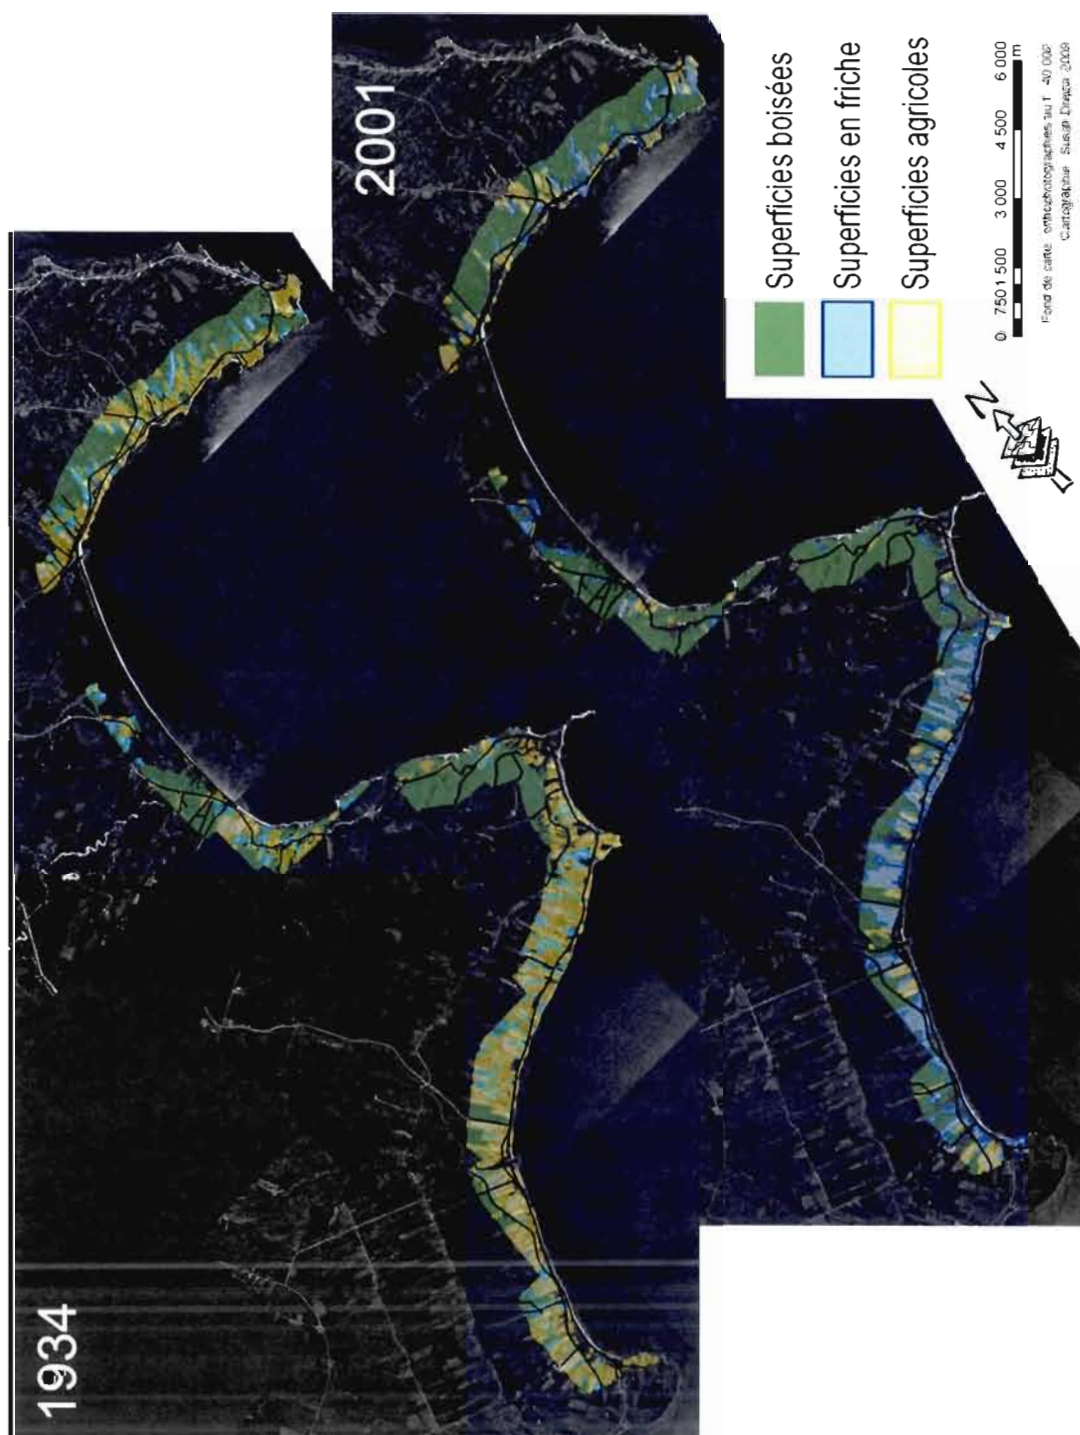 1934
2001
Superficies boisées
Superficies en friche
Superficies agricoles
0 750 1 500 3 000 4 500 6 000
m
Fond de carte orthophotographies au 1 40 000
Cartographie Susan Drejza 2009
N